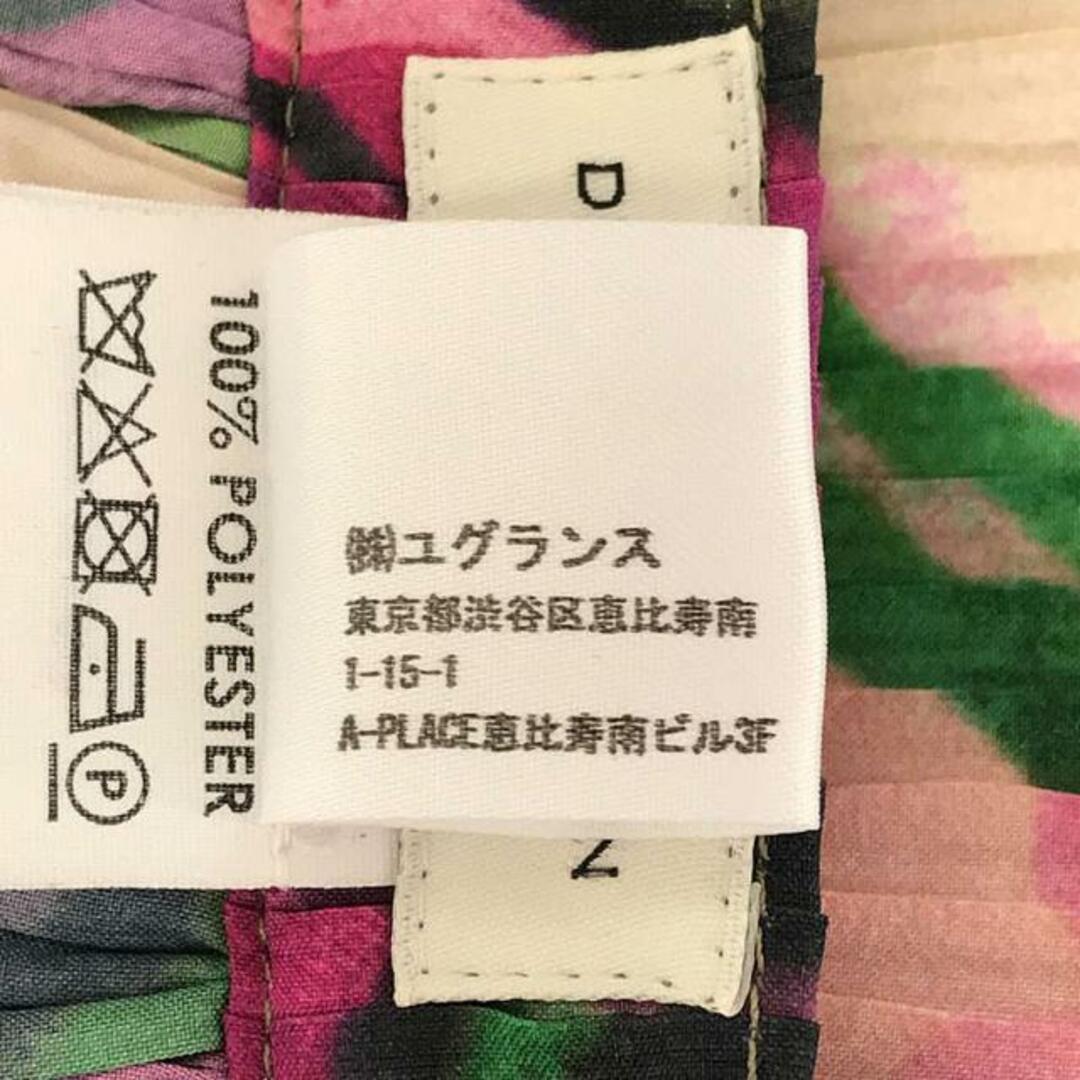 D
100% POLYESTER
P
㈱ユグランス
東京都渋谷区恵比寿南
1-15-1
A-PLACE恵比寿南ビル3F
N